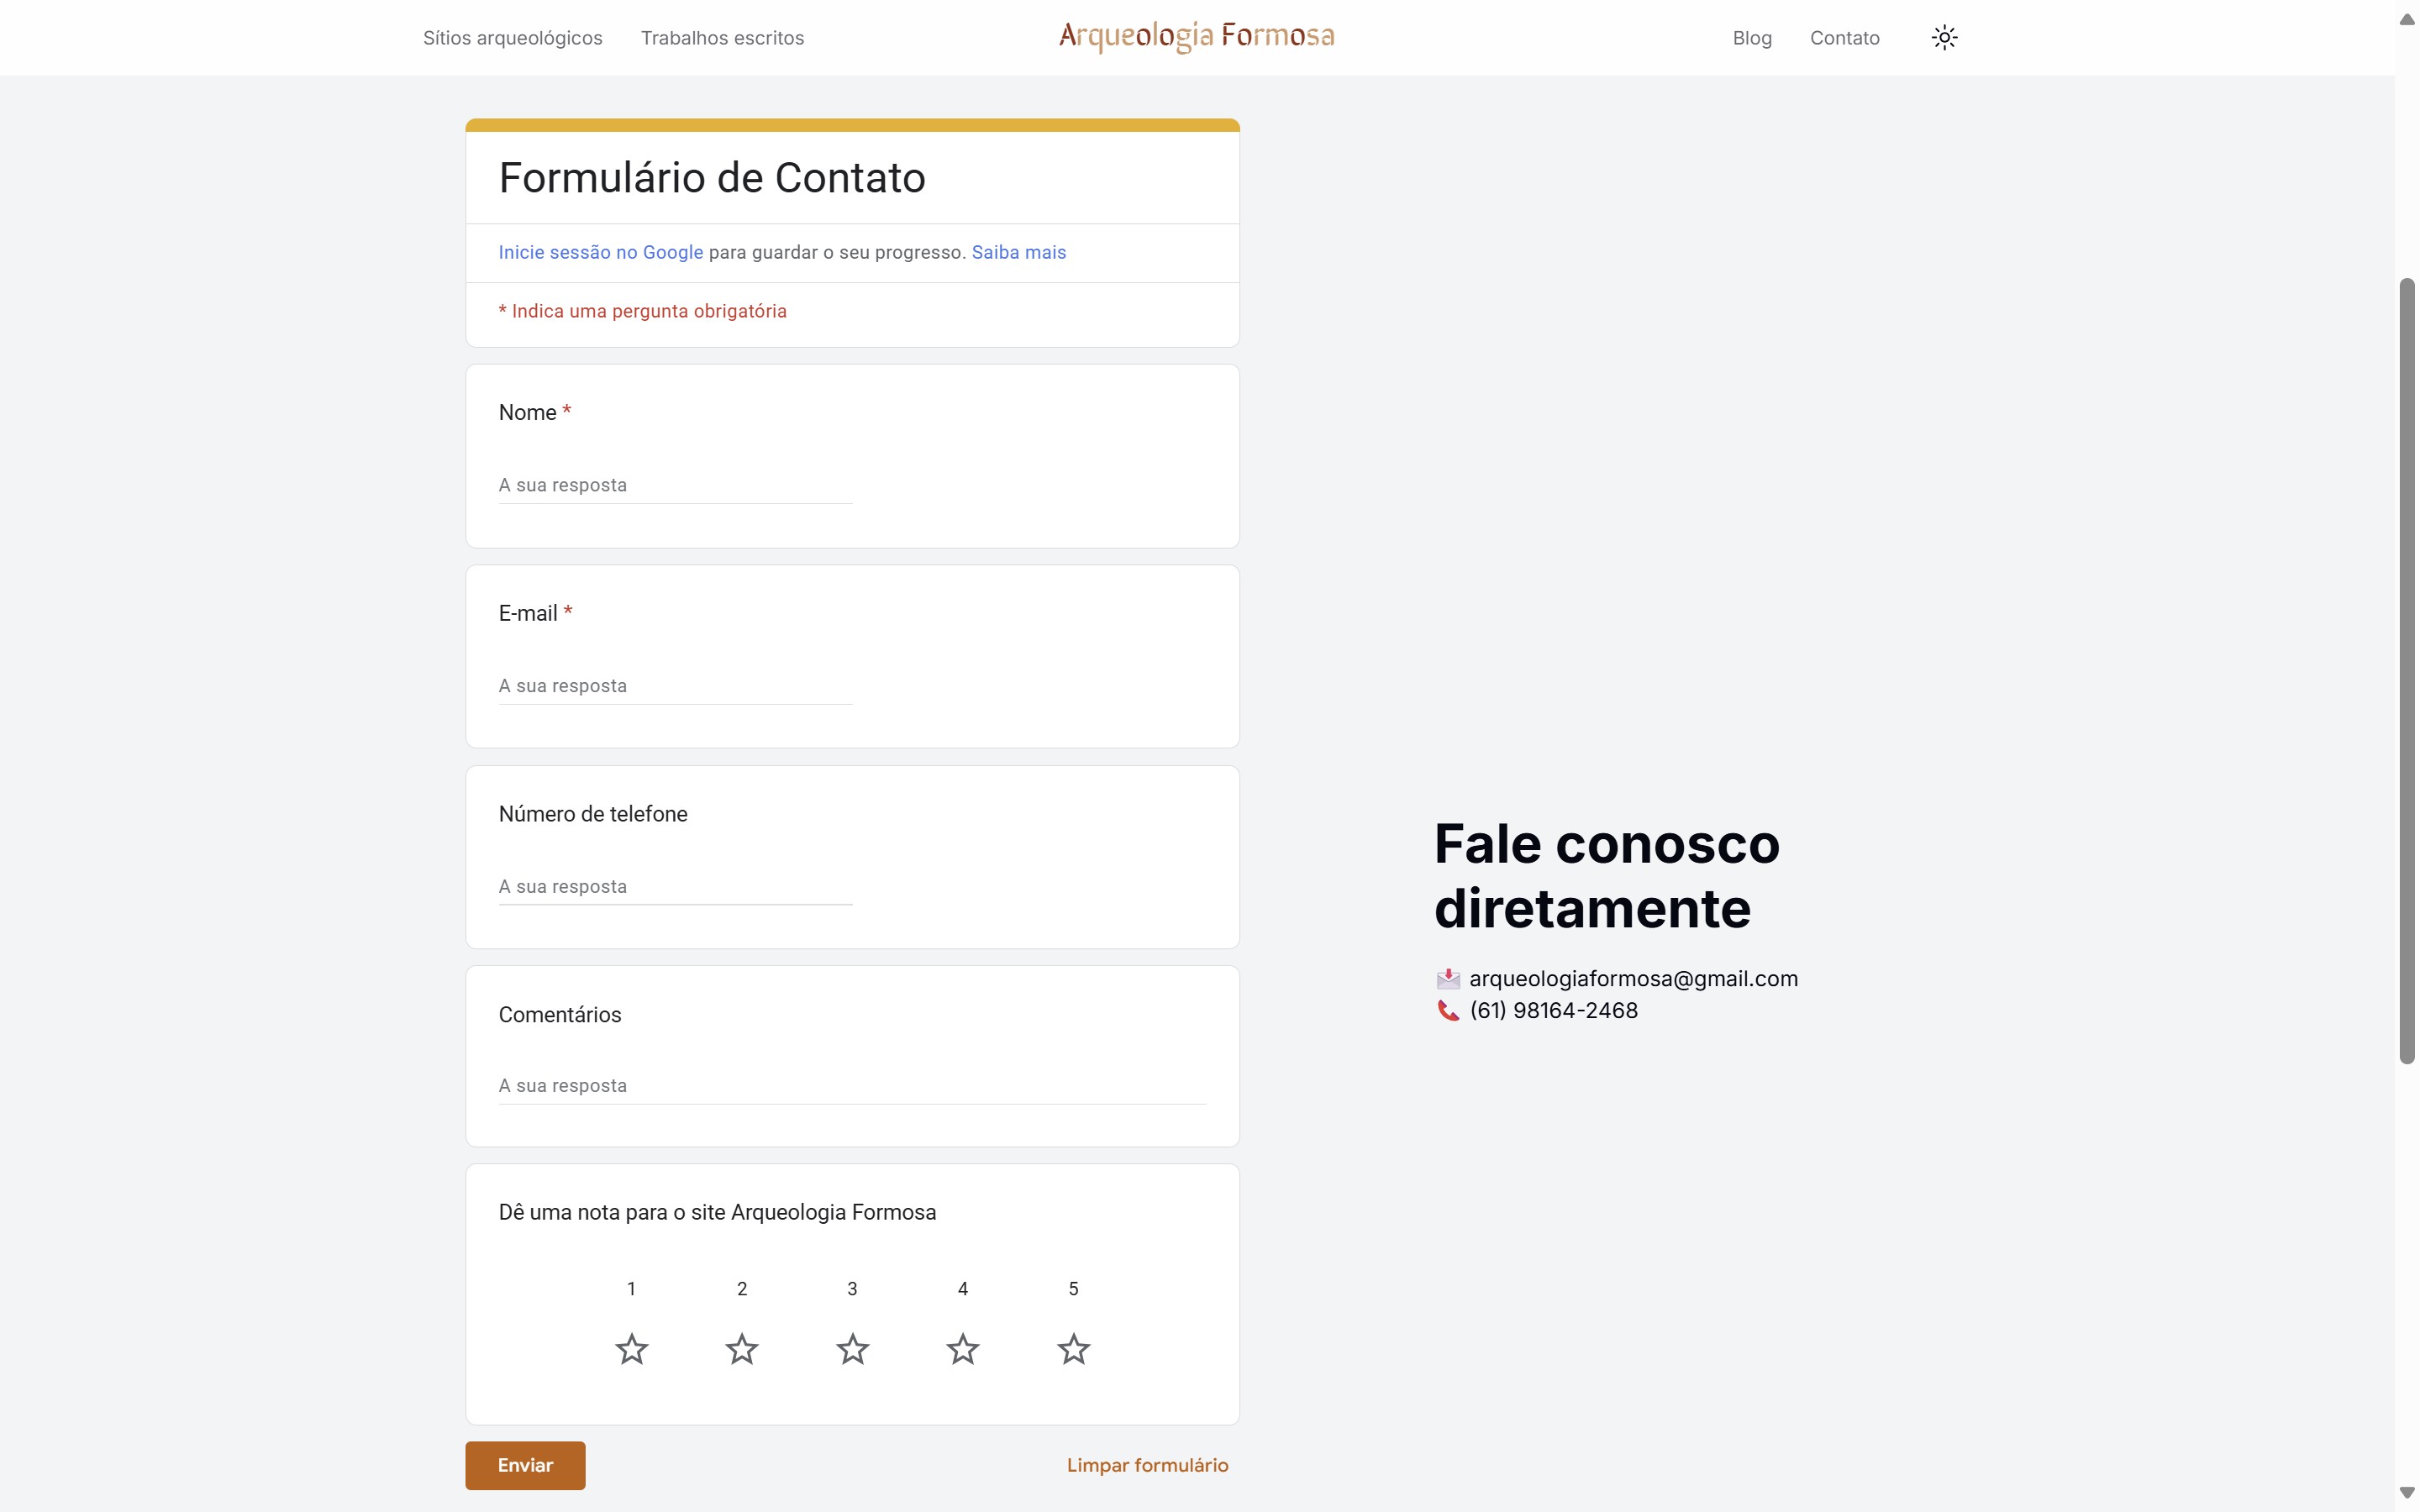 Sítios arqueológicos
Trabalhos escritos
Arqueologia Formosa
Blog
Contato
Formulário de Contato
Inicie sessão no Google para guardar o seu progresso. Saiba mais
* Indica uma pergunta obrigatória
Nome *
A sua resposta
E-mail *
A sua resposta
Número de telefone
A sua resposta
Comentários
A sua resposta
Dê uma nota para o site Arqueologia Formosa
1 2 3 4 5
Enviar
Limpar formulário
Fale conosco
diretamente
arqueologiaformosa@gmail.com
(61) 98164-2468